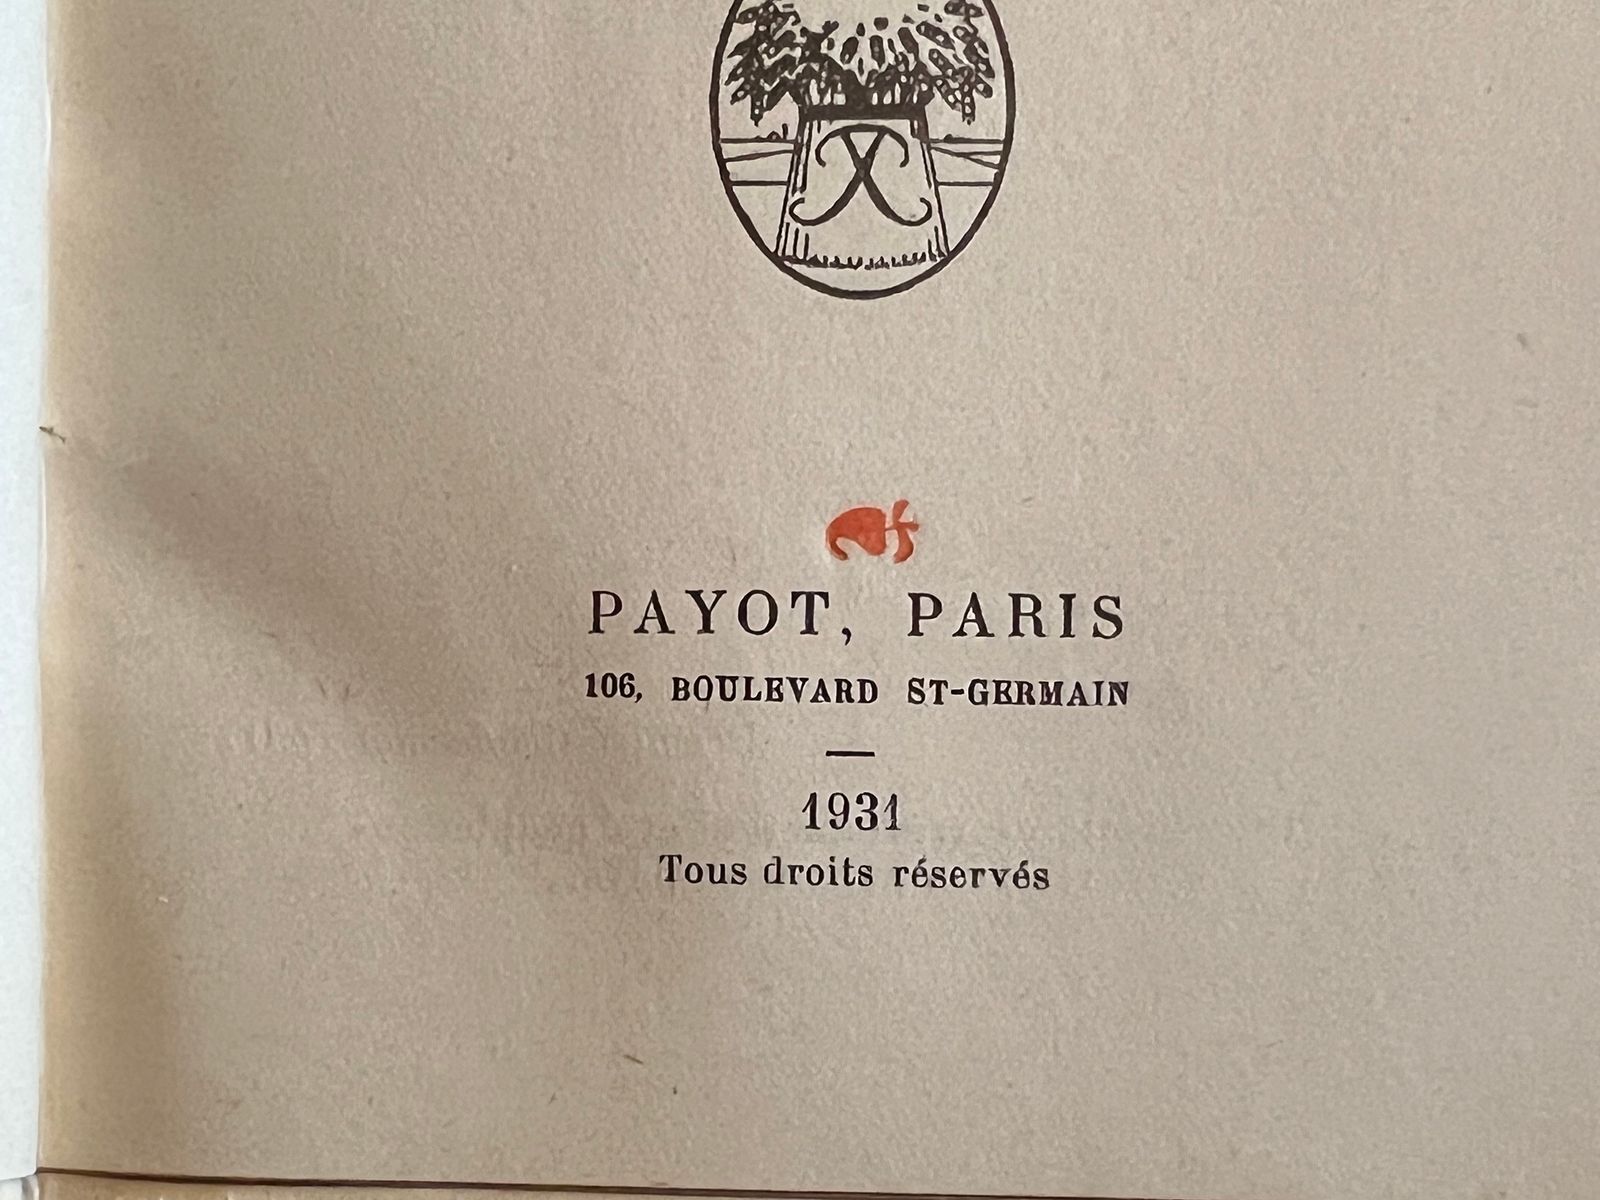 PAYOT, PARIS
106, BOULEVARD ST-GERMAIN
1931
Tous droits réservés